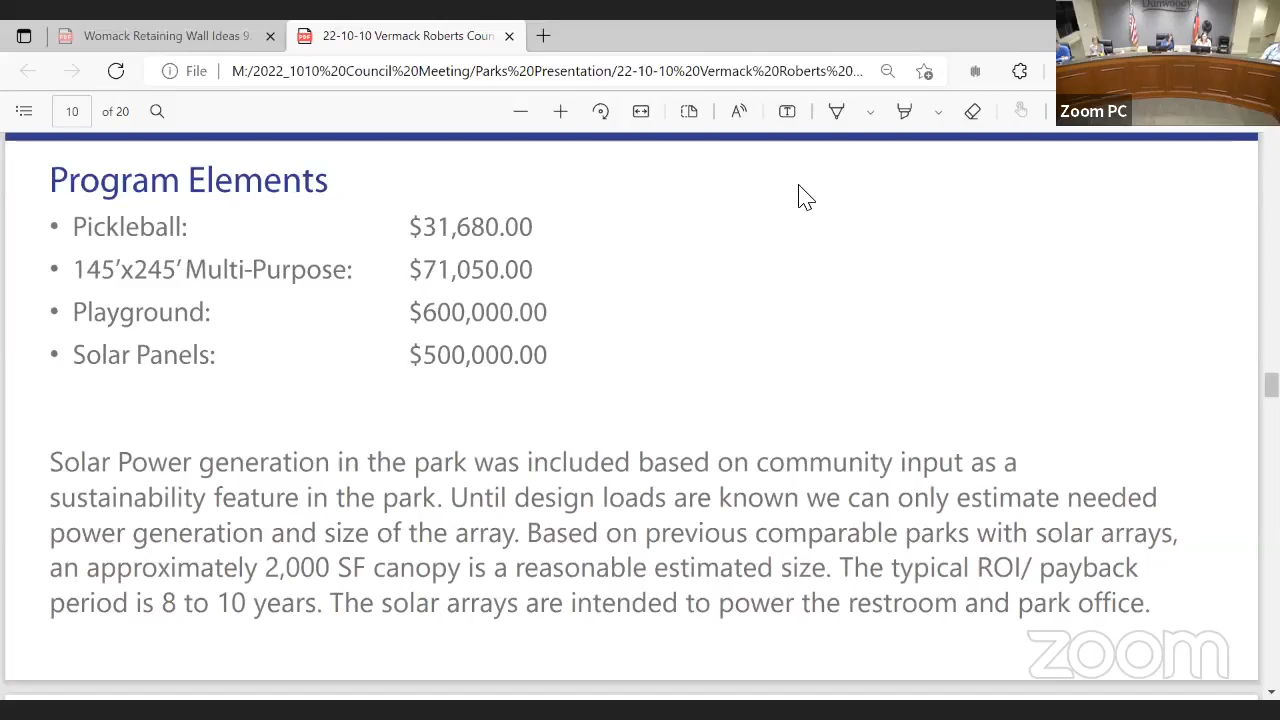 Womack Retaining Wall Ideas 9
22-10-10 Vermack Roberts Coun
File
M:/2022_1010%20Council%20Meeting/Parks%20Presentation/22-10-10%20Vermack%20Roberts%20...
Dunwoody
Zoom PC
10 of 20
Program Elements
• Pickleball: $31,680.00
• 145’x245’ Multi-Purpose: $71,050.00
• Playground: $600,000.00
• Solar Panels: $500,000.00
Solar Power generation in the park was included based on community input as a
sustainability feature in the park. Until design loads are known we can only estimate needed
power generation and size of the array. Based on previous comparable parks with solar arrays,
an approximately 2,000 SF canopy is a reasonable estimated size. The typical ROI/ payback
period is 8 to 10 years. The solar arrays are intended to power the restroom and park office.
zoom